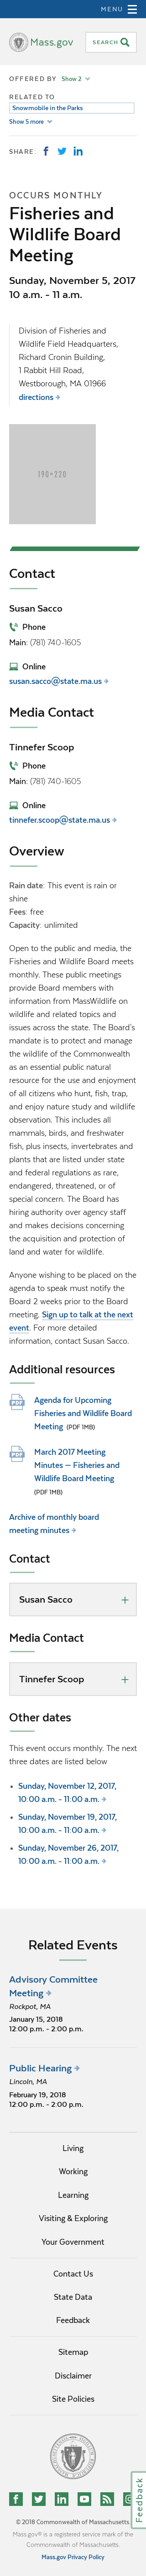 MENU
Mass.gov
SEARCH
OFFERED BY Show 2
RELATED TO
Snowmobile in the Parks
Show 5 more
SHARE:
OCCURS MONTHLY
Fisheries and
Wildlife Board
Meeting
Sunday, November 5, 2017
10 a.m. - 11 a.m.
Division of Fisheries and
Wildlife Field Headquarters,
Richard Cronin Building,
1 Rabbit Hill Road,
Westborough, MA 01966
directions
190×220
Contact
Susan Sacco
Phone
Main: (781) 740-1605
Online
susan.sacco@state.ma.us
Media Contact
Tinnefer Scoop
Phone
Main: (781) 740-1605
Online
tinnefer.scoop@state.ma.us
Overview
Rain date: This event is rain or
shine
Fees: free
Capacity: unlimited
Open to the public and media, the
Fisheries and Wildlife Board meets
monthly. These public meetings
provide Board members with
information from MassWildlife on
wildlife or related topics and
issues across the state. The Board's
mandate is to protect and manage
the wildlife of the Commonwealth
as an essential public natural
resource for the use and enjoyment
of all citizens who hunt, fish, trap,
or observe wildlife. This includes
all mammals, birds, and freshwater
fish, plus insects, vertebrates and
plants that are listed under state
or federal regulations as rare,
endangered, threatened, or of
special concern. The Board hiring
authority over the agency also
oversees issues concerning the
acquisition and protection of land
and water for wildlife.
Anyone wishing to be placed on the
agenda must submit notify the
Board 2 weeks prior to the Board
meeting. Sign up to talk at the next
event. For more detailed
information, contact Susan Sacco.
Additional resources
Agenda for Upcoming
Fisheries and Wildlife Board
Meeting (PDF 1MB)
March 2017 Meeting
Minutes — Fisheries and
Wildlife Board Meeting
(PDF 1MB)
Archive of monthly board
meeting minutes
Contact
Susan Sacco
Media Contact
Tinnefer Scoop
Other dates
This event occurs monthly. The next
three dates are listed below
Sunday, November 12, 2017,
10:00 a.m. - 11:00 a.m.
Sunday, November 19, 2017,
10:00 a.m. - 11:00 a.m.
Sunday, November 26, 2017,
10:00 a.m. - 11:00 a.m.
Related Events
Advisory Committee
Meeting
Rockport, MA
January 15, 2018
12:00 p.m. - 2:00 p.m.
Public Hearing
Lincoln, MA
February 19, 2018
12:00 p.m. - 2:00 p.m.
Living
Working
Learning
Visiting & Exploring
Your Government
Contact Us
State Data
Feedback
Sitemap
Disclaimer
Site Policies
Feedback
© 2018 Commonwealth of Massachusetts.
Mass.gov® is a registered service mark of the
Commonwealth of Massachusetts.
Mass.gov Privacy Policy